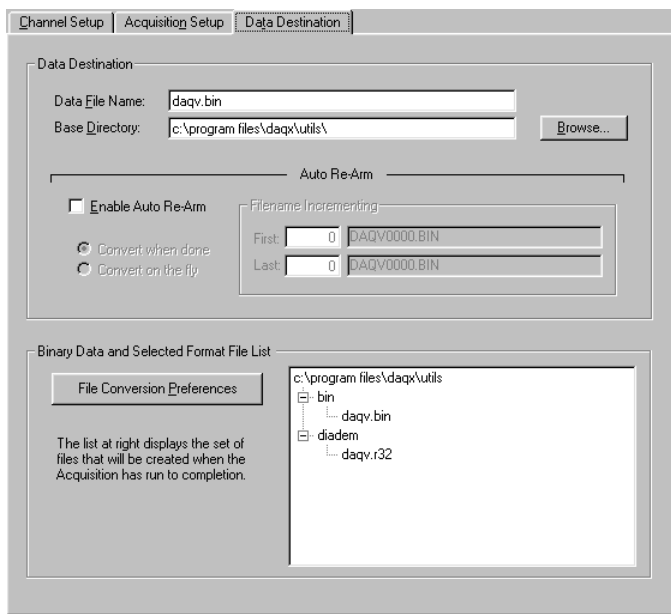 Channel Setup Acquisition Setup Data Destination
Data Destination
Data File Name: daqv.bin
Base Directory: c:\program files\daqx\utils\ Browse...
Auto Re-Arm
Enable Auto Re-Arm
Filename Incrementing
Convert when done
First: 0 DAQV0000.BIN
Convert on the fly
Last: 0 DAQV0000.BIN
Binary Data and Selected Format File List
File Conversion Preferences
The list at right displays the set of
files that will be created when the
Acquisition has run to completion.
c:\program files\daqx\utils
bin
daqv.bin
diadem
daqv.r32